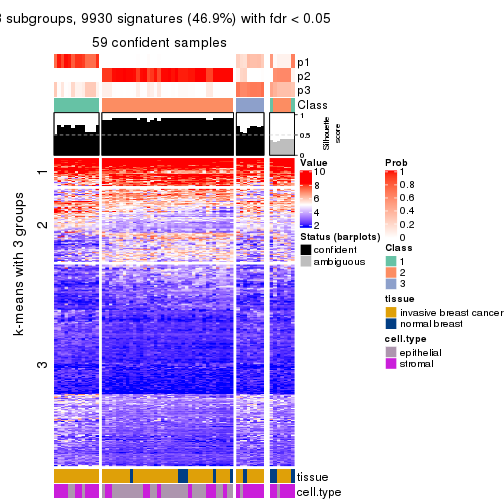 3 subgroups, 9930 signatures (46.9%) with fdr < 0.05
59 confident samples
p1
p2
p3
Class
1
0.5
0
Silhouette
score
k-means with 3 groups
1
2
3
tissue
cell.type
Value
10
8
6
4
2
Status (barplots)
confident
ambiguous
Prob
1
0.8
0.6
0.4
0.2
0
Class
1
2
3
tissue
invasive breast cancer
normal breast
cell.type
epithelial
stromal